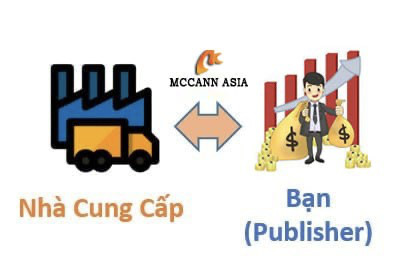 MCCANN ASIA
Nhà Cung Cấp
Bạn
(Publisher)
$
$